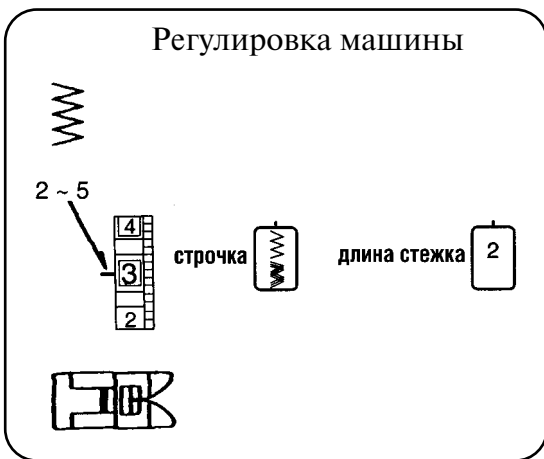 Регулировка машины
2 ~ 5
4
3
2
строчка
длина стежка 2